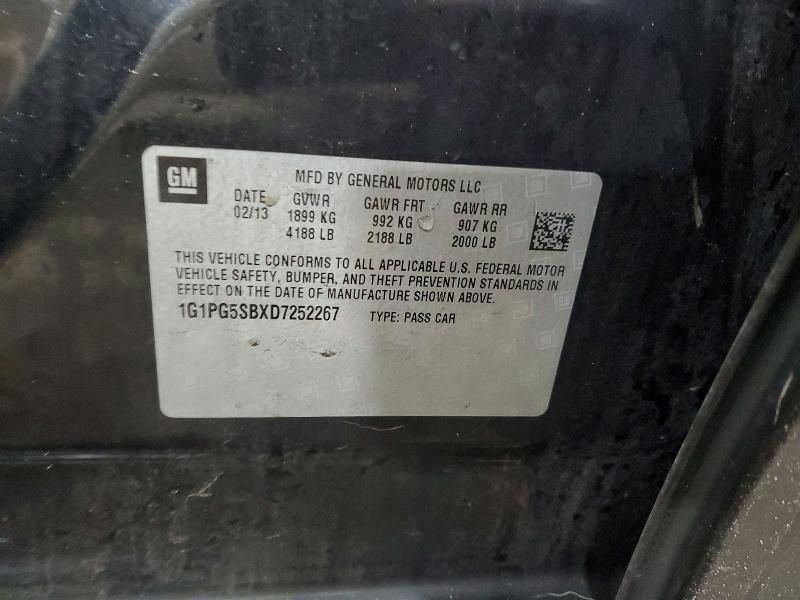 GM
MFD BY GENERAL MOTORS LLC
DATE GVWR GAWR FRT GAWR RR
02/13 1899 KG 992 KG 907 KG
4188 LB 2188 LB 2000 LB
THIS VEHICLE CONFORMS TO ALL APPLICABLE U.S. FEDERAL MOTOR
VEHICLE SAFETY, BUMPER, AND THEFT PREVENTION STANDARDS IN
EFFECT ON THE DATE OF MANUFACTURE SHOWN ABOVE.
1G1PG5SBXD7252267 TYPE: PASS CAR